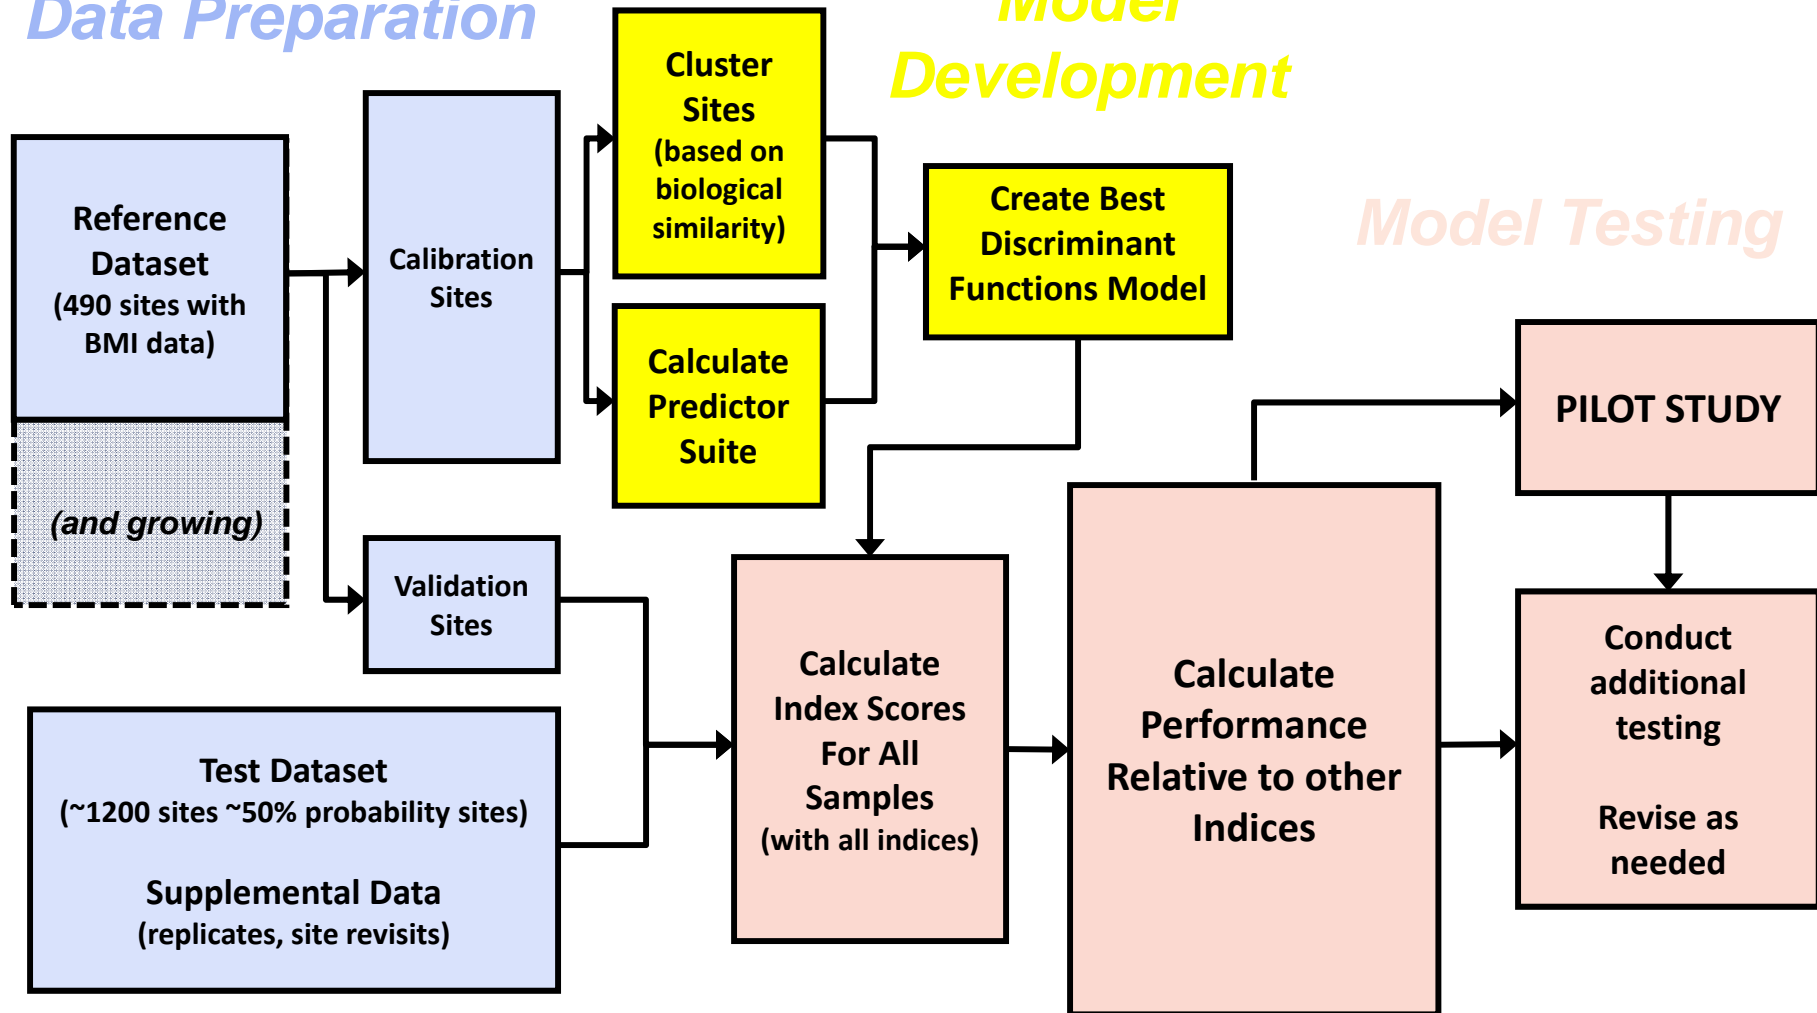 Data Preparation
Model
Development
Model Testing
Reference
Dataset
(490 sites with
BMI data)
(and growing)
Calibration
Sites
Validation
Sites
Test Dataset
(~1200 sites ~50% probability sites)
Supplemental Data
(replicates, site revisits)
Cluster
Sites
(based on
biological
similarity)
Calculate
Predictor
Suite
Create Best
Discriminant
Functions Model
Calculate
Index Scores
For All
Samples
(with all indices)
Calculate
Performance
Relative to other
Indices
PILOT STUDY
Conduct
additional
testing
Revise as
needed